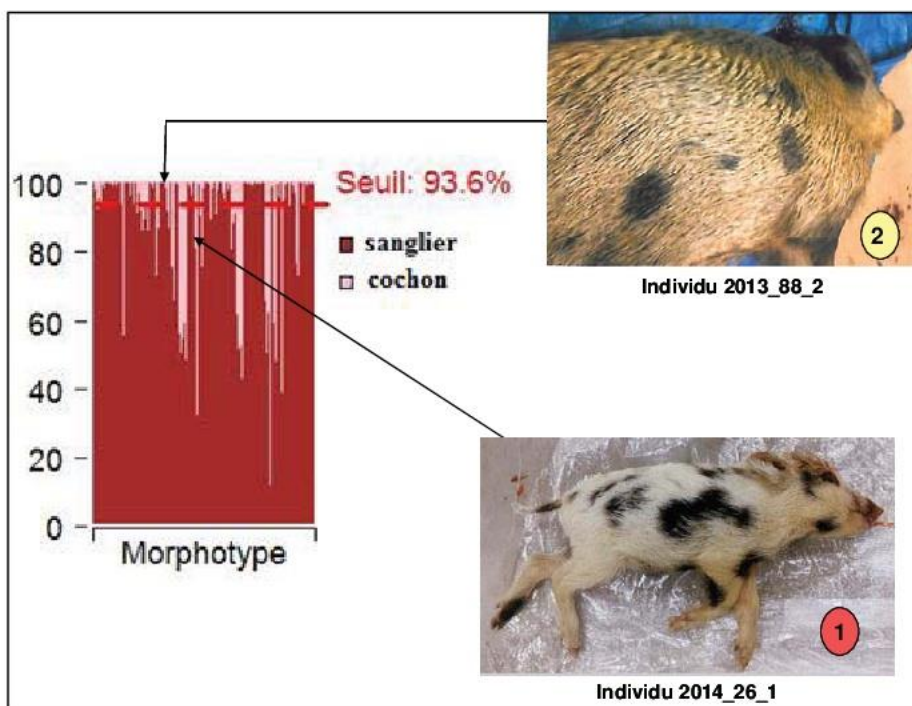 100
80
60
40
20
0
Seuil: 93.6%
sanglier
cochon
Morphotype
2
Individu 2013_88_2
1
Individu 2014_26_1